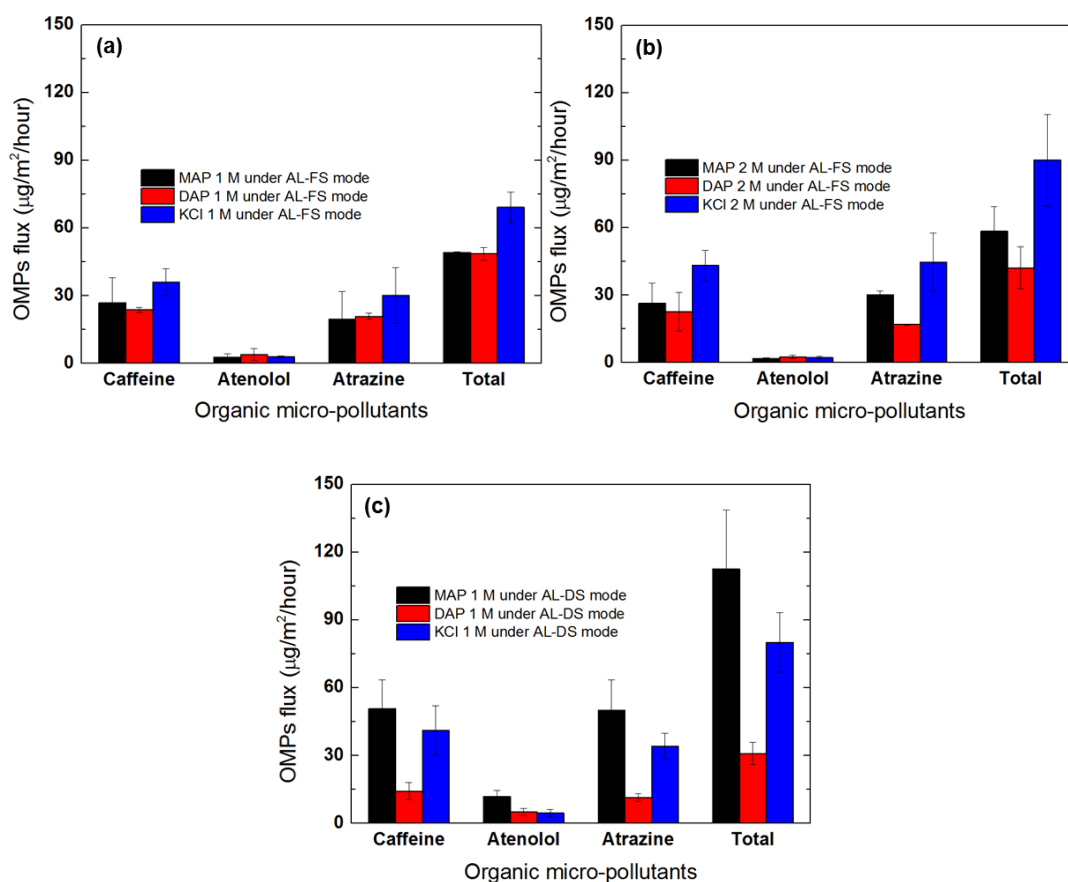 (a)
OMPs flux (μg/m²/hour)
150
120
90
60
30
0
MAP 1 M under AL-FS mode
DAP 1 M under AL-FS mode
KCl 1 M under AL-FS mode
Caffeine Atenolol Atrazine Total
Organic micro-pollutants
(b)
OMPs flux (μg/m²/hour)
150
120
90
60
30
0
MAP 2 M under AL-FS mode
DAP 2 M under AL-FS mode
KCl 2 M under AL-FS mode
Caffeine Atenolol Atrazine Total
Organic micro-pollutants
(c)
OMPs flux (μg/m²/hour)
150
120
90
60
30
0
MAP 1 M under AL-DS mode
DAP 1 M under AL-DS mode
KCl 1 M under AL-DS mode
Caffeine Atenolol Atrazine Total
Organic micro-pollutants